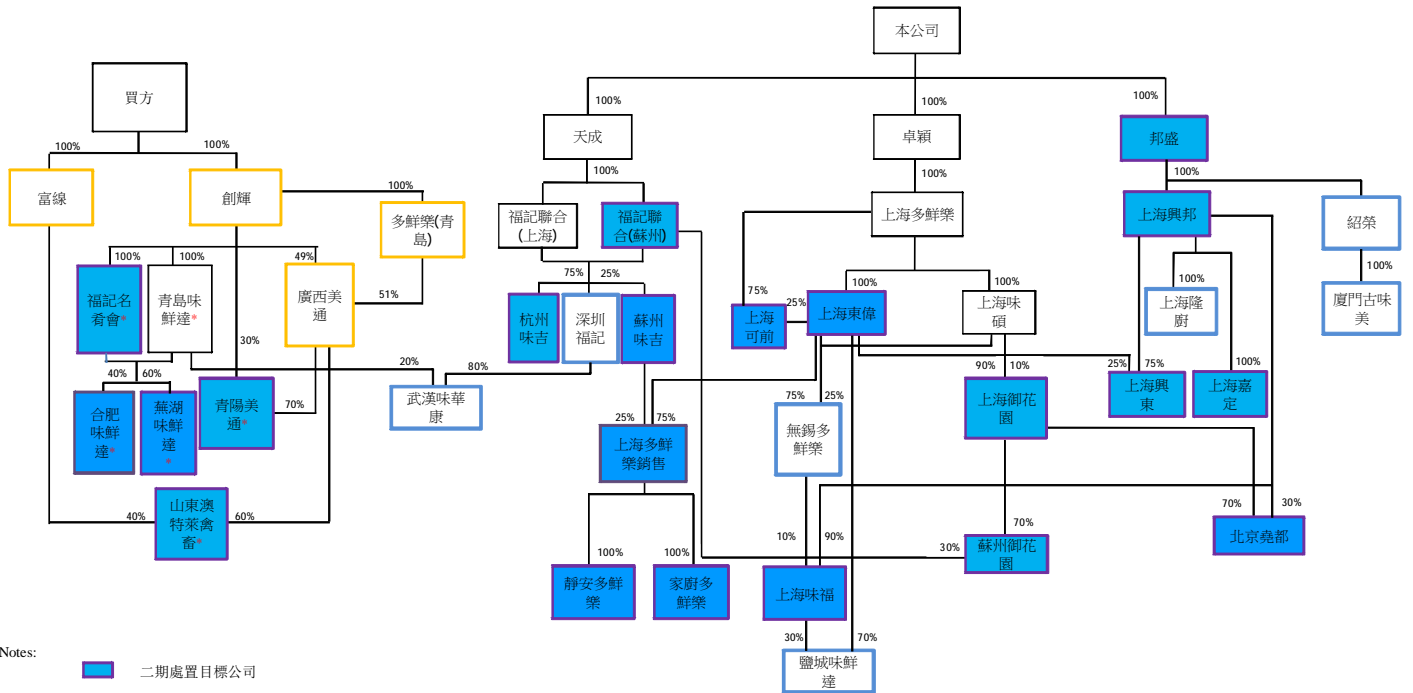 本公司
買方
100%
100%
100%
天成
卓穎
邦盛
100%
100%
富線
創輝
100%
多鮮樂(青
島)
100%
100%
100%
福記聯合
(上海)
福記聯
合(蘇州)
上海多鮮樂
上海興邦
紹榮
100%
100%
49%
福記名
肴會*
青島味
鮮達*
廣西美
通
51%
75%
25%
杭州
味吉
深圳
福記
蘇州
味吉
75%
上海
可前
25%
100%
上海東偉
100%
上海味
碩
100%
上海隆
廚
100%
廈門古味
美
30%
40%
60%
合肥
味鮮
達*
蕪湖
味鮮
達
*
青陽美
通*
70%
20%
80%
武漢味華
康
90%
10%
上海御花
園
25%
75%
上海興
東
100%
上海嘉
定
25%
75%
上海多鮮
樂銷售
75%
25%
無錫多
鮮樂
40%
山東澳
特萊禽
畜*
60%
70%
30%
北京堯都
10%
90%
30%
70%
蘇州御花
園
100%
100%
靜安多鮮
樂
家廚多
鮮樂
上海味福
30%
70%
鹽城味鮮
達
Notes:
二期處置目標公司